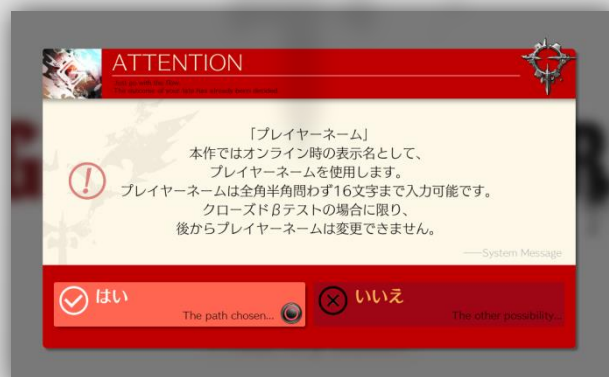 ATTENTION
「プレイヤーネーム」
本作ではオンライン時の表示名として、
プレイヤーネームを使用します。
プレイヤーネームは全角半角問わず16文字まで入力可能です。
クローズドβテストの場合に限り、
後からプレイヤーネームは変更できません。
──System Message
はい
The path chosen...
いいえ
The other possibility...